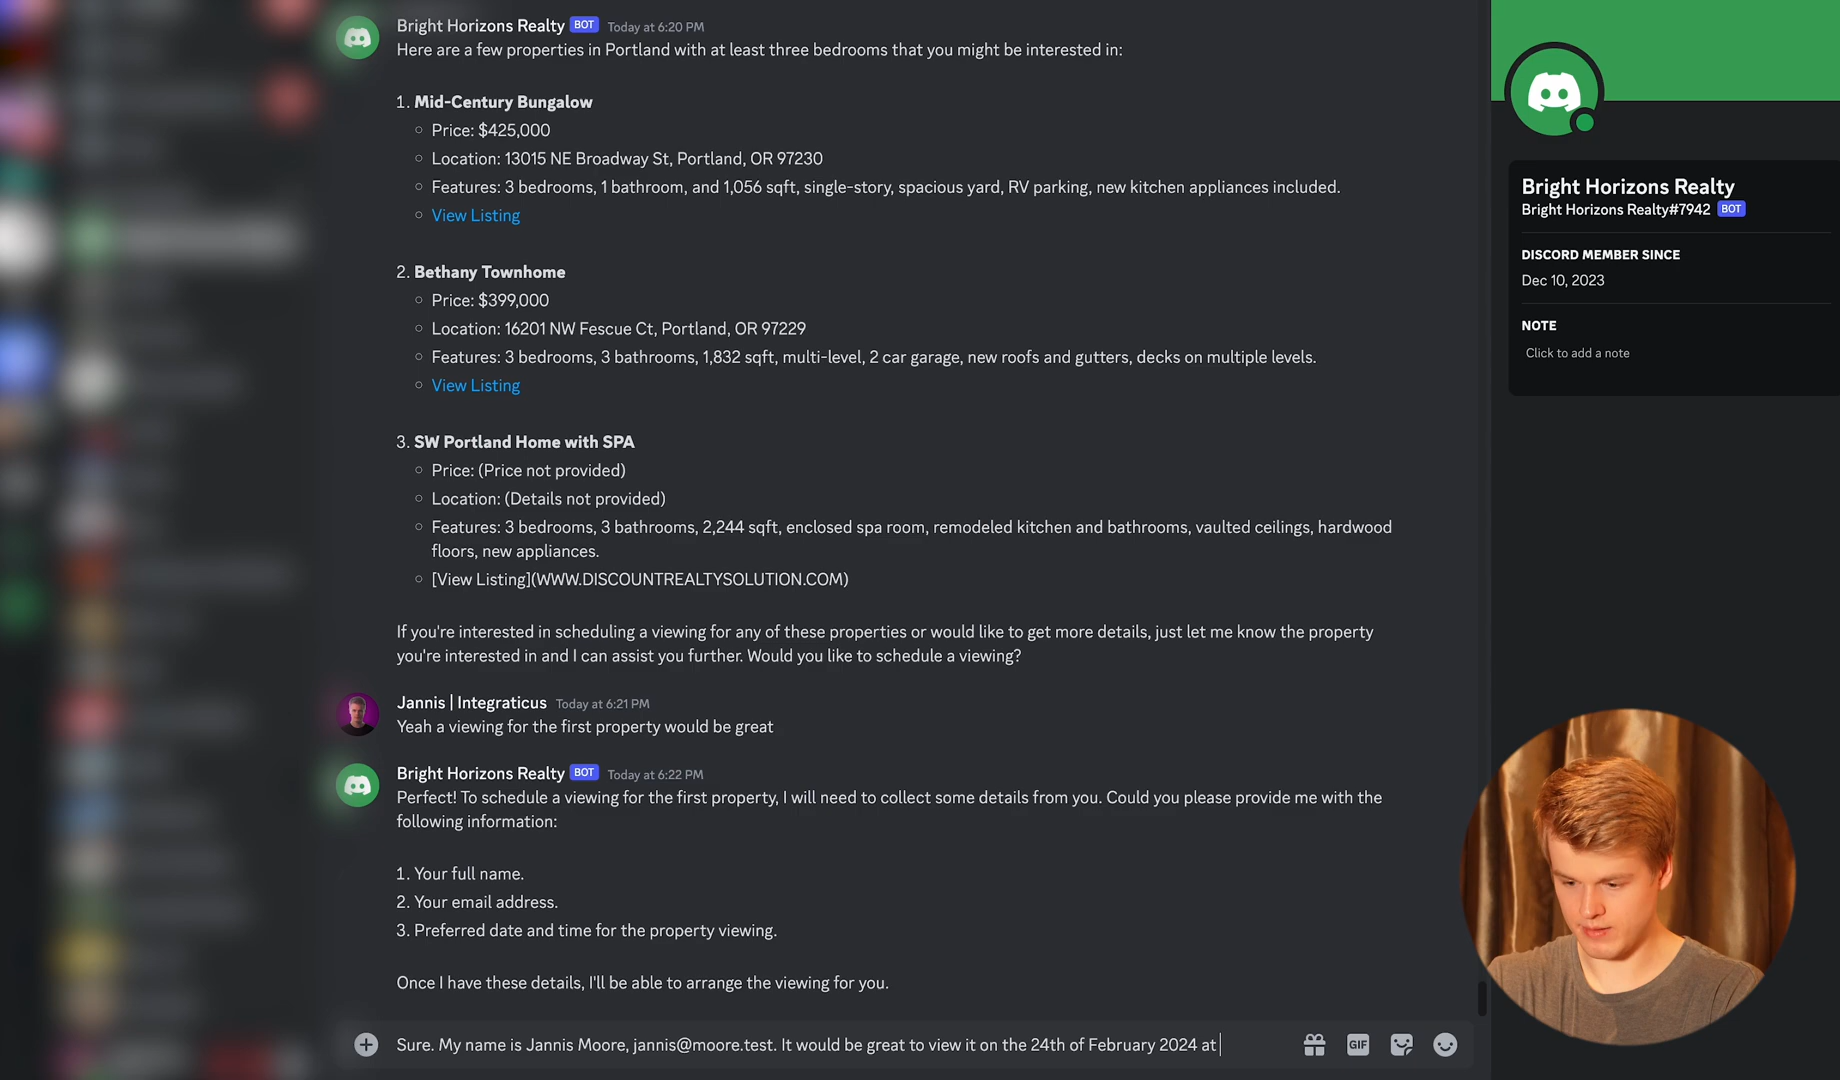 Bright Horizons Realty BOT Today at 6:20 PM
Here are a few properties in Portland with at least three bedrooms that you might be interested in:
1. Mid-Century Bungalow
Price: $425,000
Location: 13015 NE Broadway St, Portland, OR 97230
Features: 3 bedrooms, 1 bathroom, and 1,056 sqft, single-story, spacious yard, RV parking, new kitchen appliances included.
View Listing
2. Bethany Townhome
Price: $399,000
Location: 16201 NW Fescue Ct, Portland, OR 97229
Features: 3 bedrooms, 3 bathrooms, 1,832 sqft, multi-level, 2 car garage, new roofs and gutters, decks on multiple levels.
View Listing
3. SW Portland Home with SPA
Price: (Price not provided)
Location: (Details not provided)
Features: 3 bedrooms, 3 bathrooms, 2,244 sqft, enclosed spa room, remodeled kitchen and bathrooms, vaulted ceilings, hardwood
floors, new appliances.
[View Listing](WWW.DISCOUNTREALTYSOLUTION.COM)
If you're interested in scheduling a viewing for any of these properties or would like to get more details, just let me know the property
you're interested in and I can assist you further. Would you like to schedule a viewing?
Jannis | Integraticus Today at 6:21 PM
Yeah a viewing for the first property would be great
Bright Horizons Realty BOT Today at 6:22 PM
Perfect! To schedule a viewing for the first property, I will need to collect some details from you. Could you please provide me with the
following information:
1. Your full name.
2. Your email address.
3. Preferred date and time for the property viewing.
Once I have these details, I'll be able to arrange the viewing for you.
Sure. My name is Jannis Moore, jannis@moore.test. It would be great to view it on the 24th of February 2024 at
GIF
Bright Horizons Realty
Bright Horizons Realty#7942 BOT
DISCORD MEMBER SINCE
Dec 10, 2023
NOTE
Click to add a note